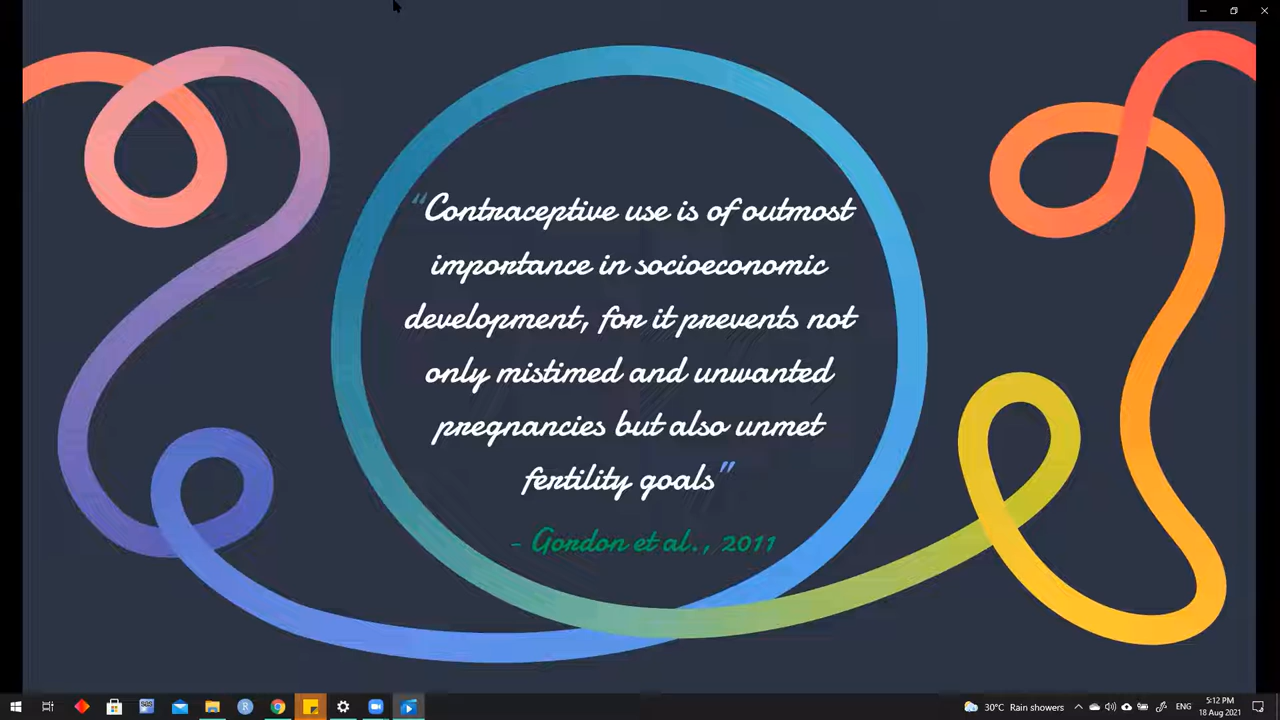 “Contraceptive use is of outmost
importance in socioeconomic
development, for it prevents not
only mistimed and unwanted
pregnancies but also unmet
fertility goals”
- Gordon et al., 2011
30°C Rain showers
ENG
5:12 PM
18 Aug 2021